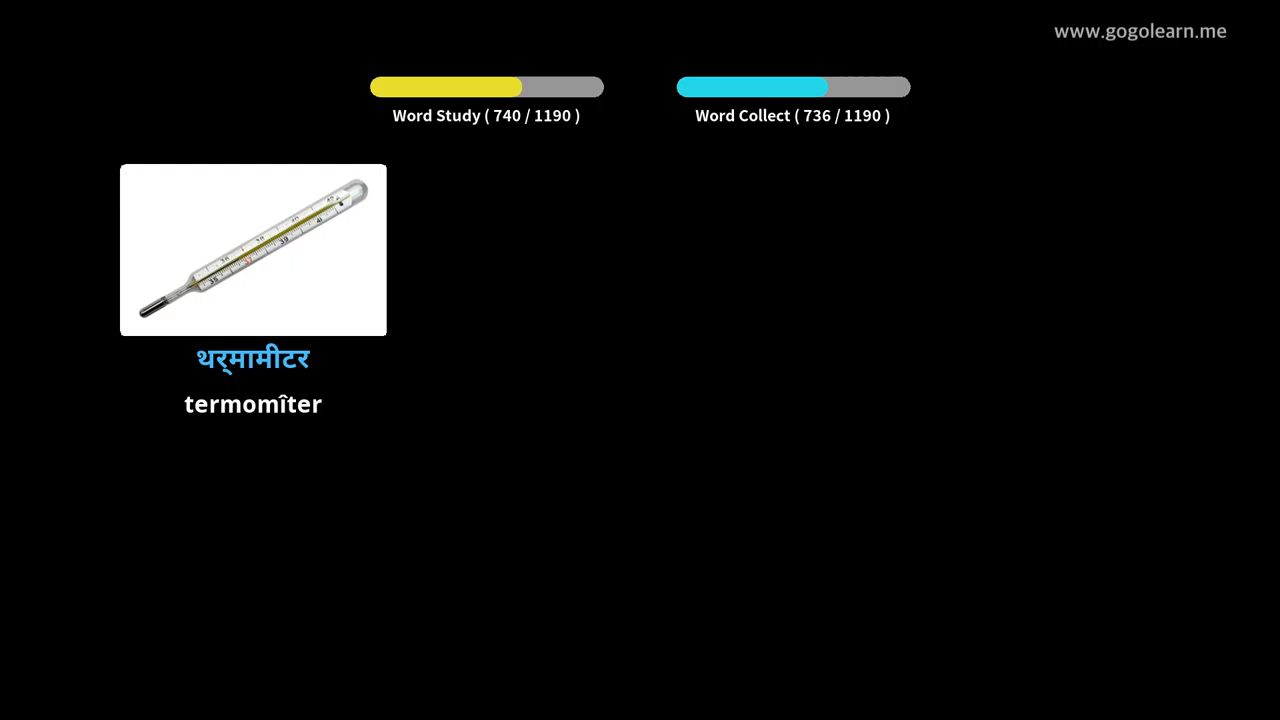 www.gogolearn.me
Word Study ( 740 / 1190 )
Word Collect ( 736 / 1190 )
थर्मामीटर
termomîter